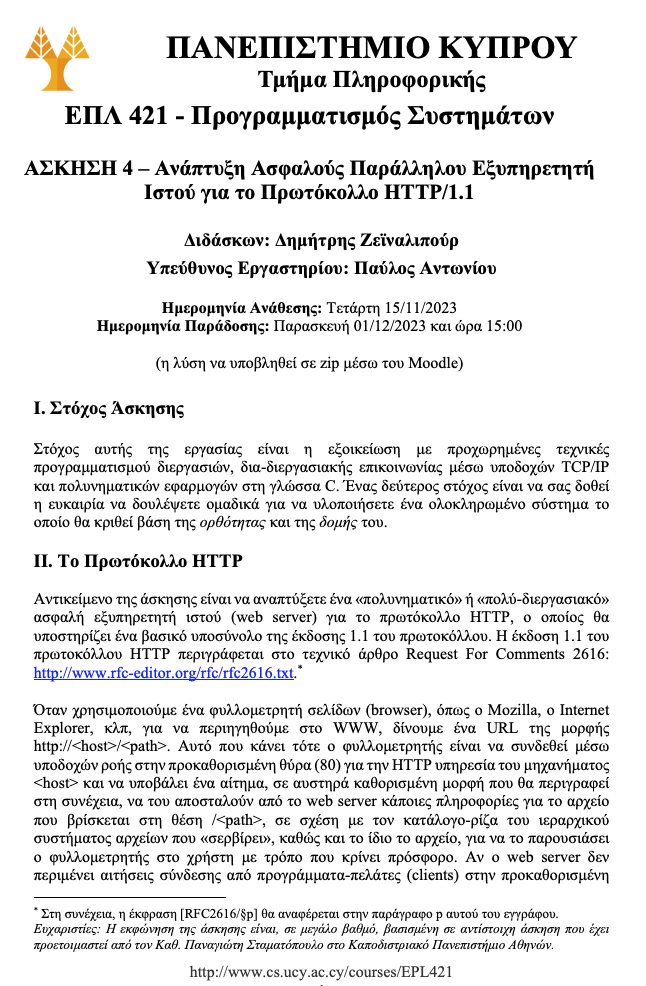 ΠΑΝΕΠΙΣΤΗΜΙΟ ΚΥΠΡΟΥ
Τμήμα Πληροφορικής
ΕΠΛ 421 - Προγραμματισμός Συστημάτων
ΑΣΚΗΣΗ 4 – Ανάπτυξη Ασφαλούς Παράλληλου Εξυπηρετητή
Ιστού για το Πρωτόκολλο HTTP/1.1
Διδάσκων: Δημήτρης Ζεϊναλιπούρ
Υπεύθυνος Εργαστηρίου: Παύλος Αντωνίου
Ημερομηνία Ανάθεσης: Τετάρτη 15/11/2023
Ημερομηνία Παράδοσης: Παρασκευή 01/12/2023 και ώρα 15:00
(η λύση να υποβληθεί σε zip μέσω του Moodle)
I. Στόχος Άσκησης
Στόχος αυτής της εργασίας είναι η εξοικείωση με προχωρημένες τεχνικές
προγραμματισμού διεργασιών, δια-διεργασιακής επικοινωνίας μέσω υποδοχών TCP/IP
και πολυνηματικών εφαρμογών στη γλώσσα C. Ένας δεύτερος στόχος είναι να σας δοθεί
η ευκαιρία να δουλέψετε ομαδικά για να υλοποιήσετε ένα ολοκληρωμένο σύστημα το
οποίο θα κριθεί βάση της ορθότητας και της δομής του.
II. Το Πρωτόκολλο HTTP
Αντικείμενο της άσκησης είναι να αναπτύξετε ένα «πολυνηματικό» ή «πολύ-διεργασιακό»
ασφαλή εξυπηρετητή ιστού (web server) για το πρωτόκολλο HTTP, ο οποίος θα
υποστηρίζει ένα βασικό υποσύνολο της έκδοσης 1.1 του πρωτοκόλλου. Η έκδοση 1.1 του
πρωτοκόλλου HTTP περιγράφεται στο τεχνικό άρθρο Request For Comments 2616:
http://www.rfc-editor.org/rfc/rfc2616.txt.*
Όταν χρησιμοποιούμε ένα φυλλομετρητή σελίδων (browser), όπως ο Mozilla, ο Internet
Explorer, κλπ, για να περιηγηθούμε στο WWW, δίνουμε ένα URL της μορφής
http://<host>/<path>. Αυτό που κάνει τότε ο φυλλομετρητής είναι να συνδεθεί μέσω
υποδοχών ροής στην προκαθορισμένη θύρα (80) για την HTTP υπηρεσία του μηχανήματος
<host> και να υποβάλει ένα αίτημα, σε αυστηρά καθορισμένη μορφή που θα περιγραφεί
στη συνέχεια, να του αποσταλούν από το web server κάποιες πληροφορίες για το αρχείο
που βρίσκεται στη θέση /<path>, σε σχέση με τον κατάλογο-ρίζα του ιεραρχικού
συστήματος αρχείων που «σερβίρει», καθώς και το ίδιο το αρχείο, για να το παρουσιάσει
ο φυλλομετρητής στο χρήστη με τρόπο που κρίνει πρόσφορο. Αν ο web server δεν
περιμένει αιτήσεις σύνδεσης από προγράμματα-πελάτες (clients) στην προκαθορισμένη
* Στη συνέχεια, η έκφραση [RFC2616/§p] θα αναφέρεται στην παράγραφο p αυτού του εγγράφου.
Ευχαριστίες: Η εκφώνηση της άσκησης είναι, σε μεγάλο βαθμό, βασισμένη σε αντίστοιχη άσκηση που έχει
προετοιμαστεί από τον Καθ. Παναγιώτη Σταματόπουλο στο Καποδιστριακό Πανεπιστήμιο Αθηνών.
http://www.cs.ucy.ac.cy/courses/EPL421